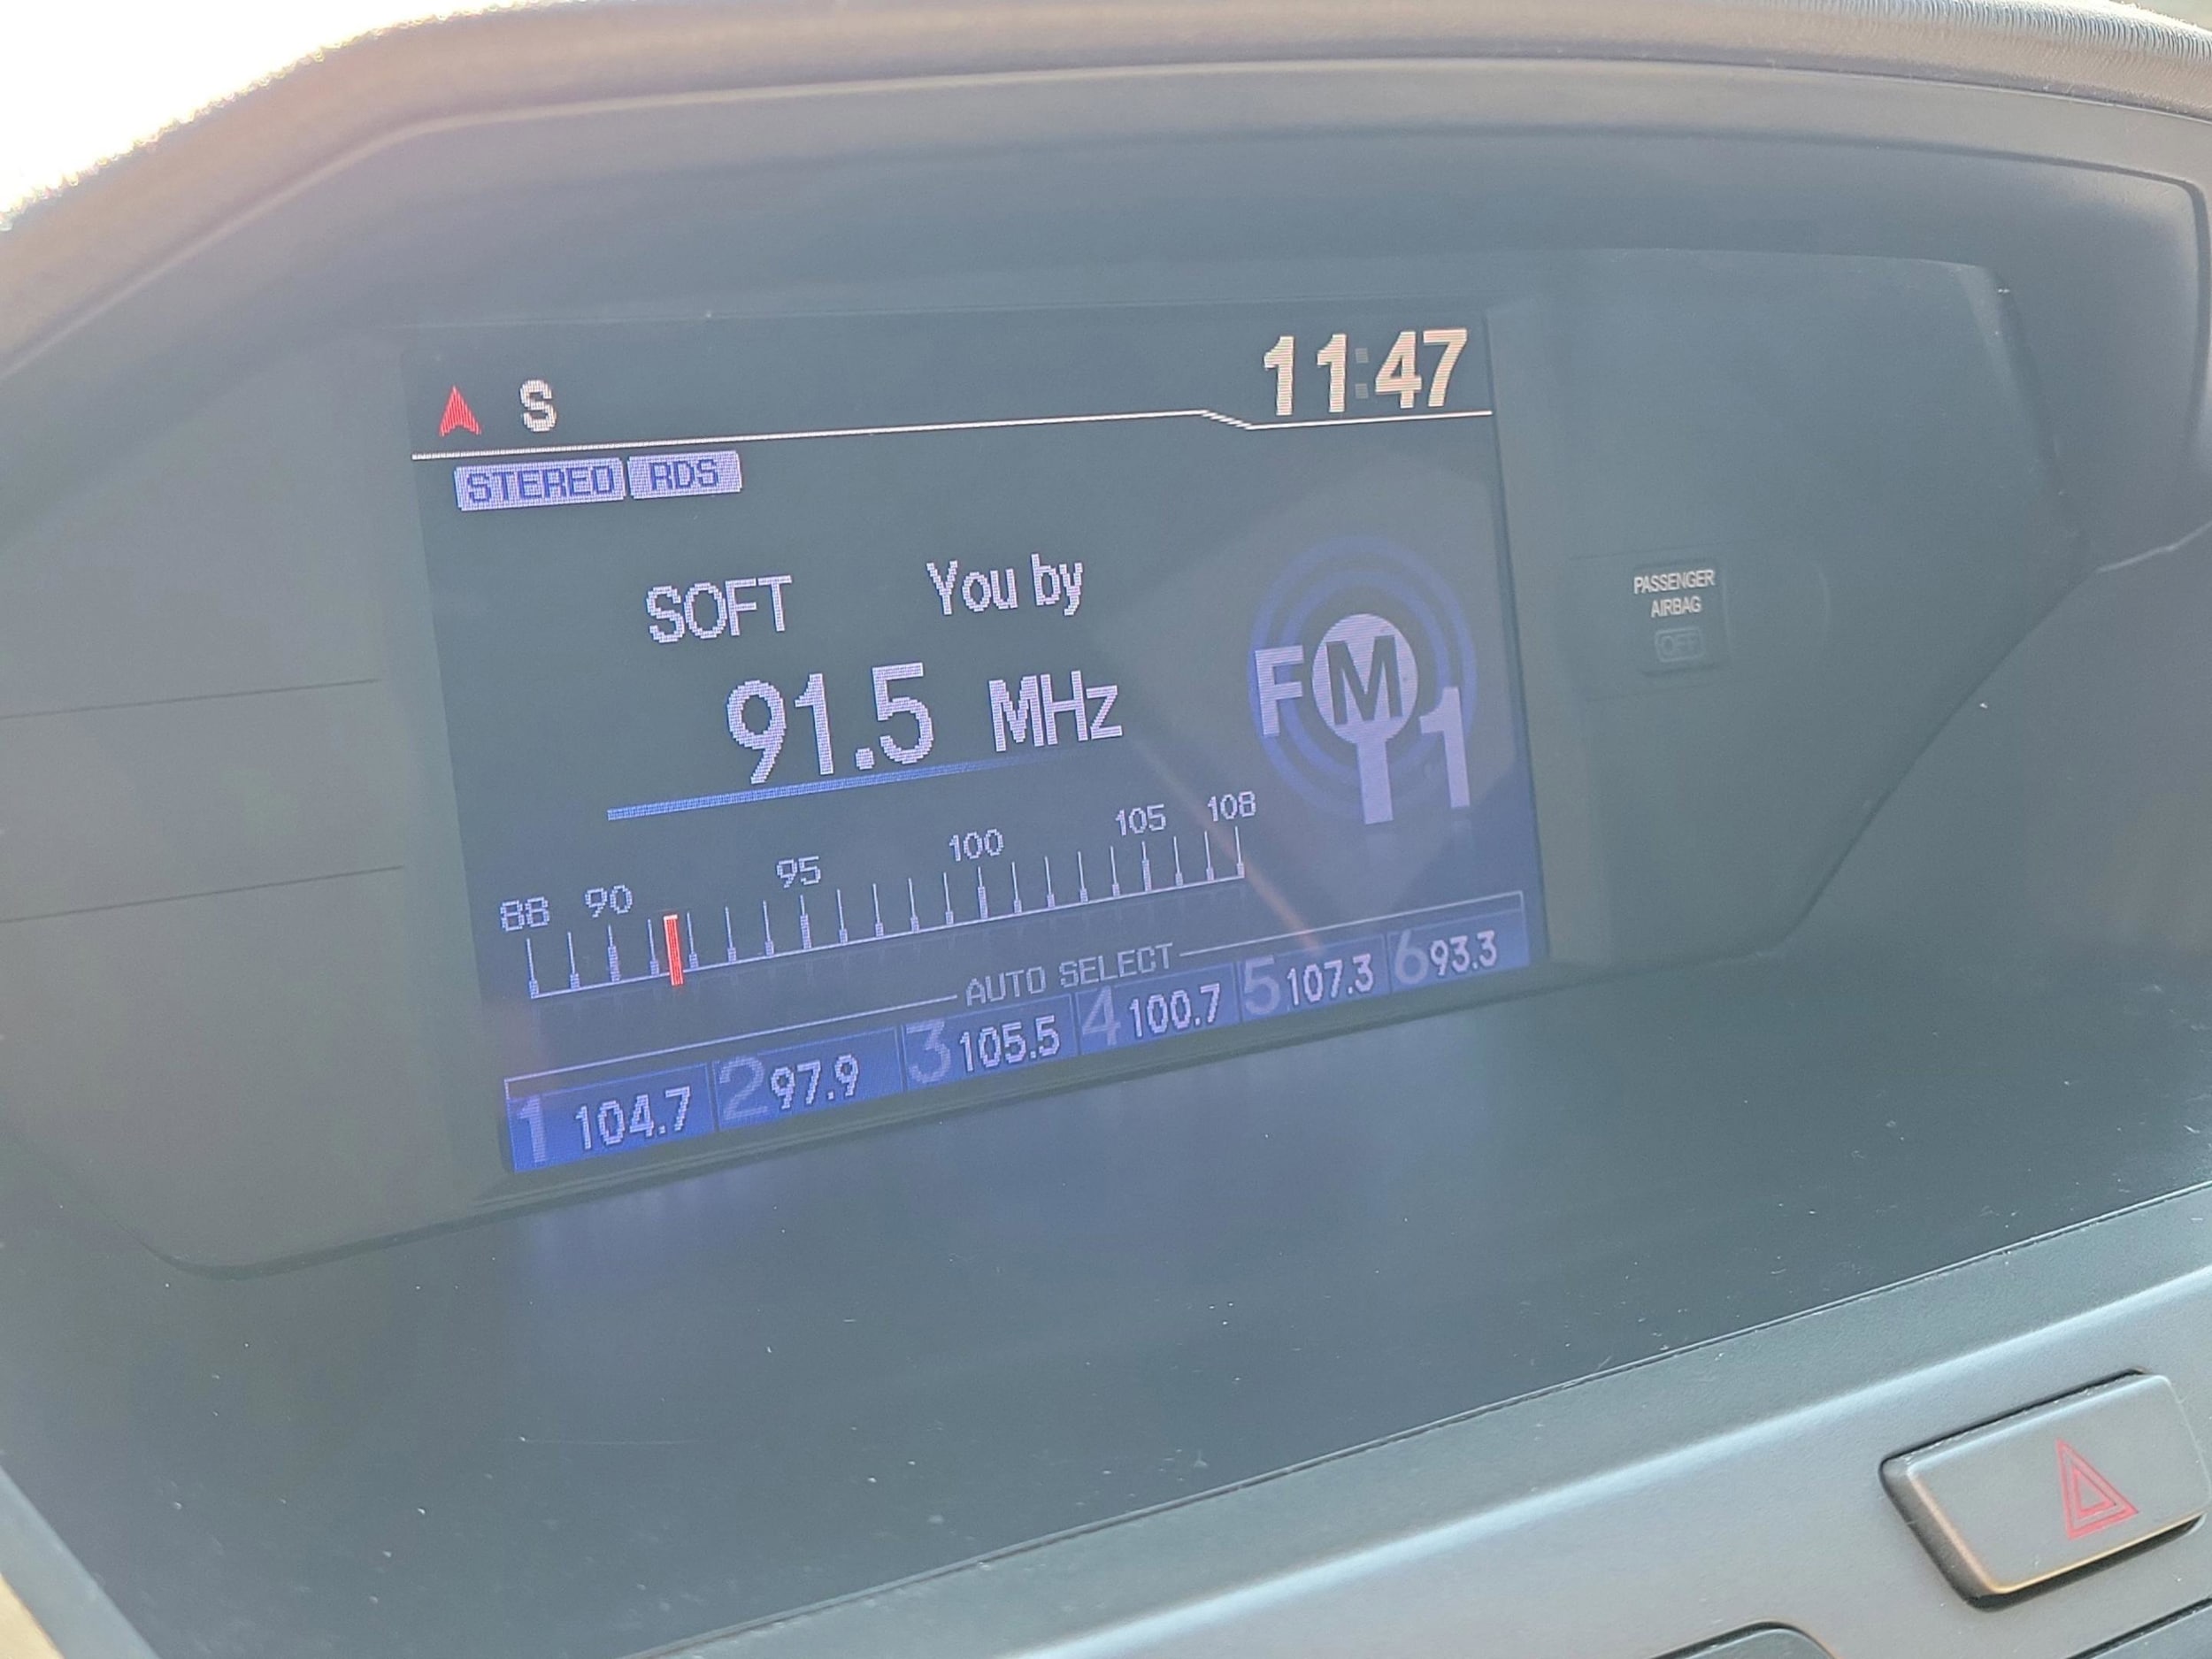 S 11:47
STEREO RDS
SOFT You by
91.5 MHz
FM1
88 90 95 100 105 108
AUTO SELECT
1 104.7 2 97.9 3 105.5 4 100.7 5 107.3 6 93.3
PASSENGER
AIRBAG
OFF